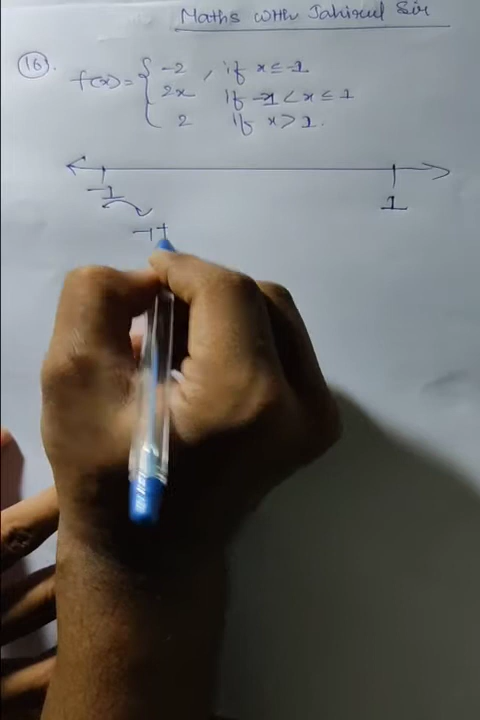 Maths with Jahirul Sir
(16). f(x) = { -2 , if x ≤ -1
2x if -1 < x ≤ 1
2 if x > 1.
-1 1
-1+